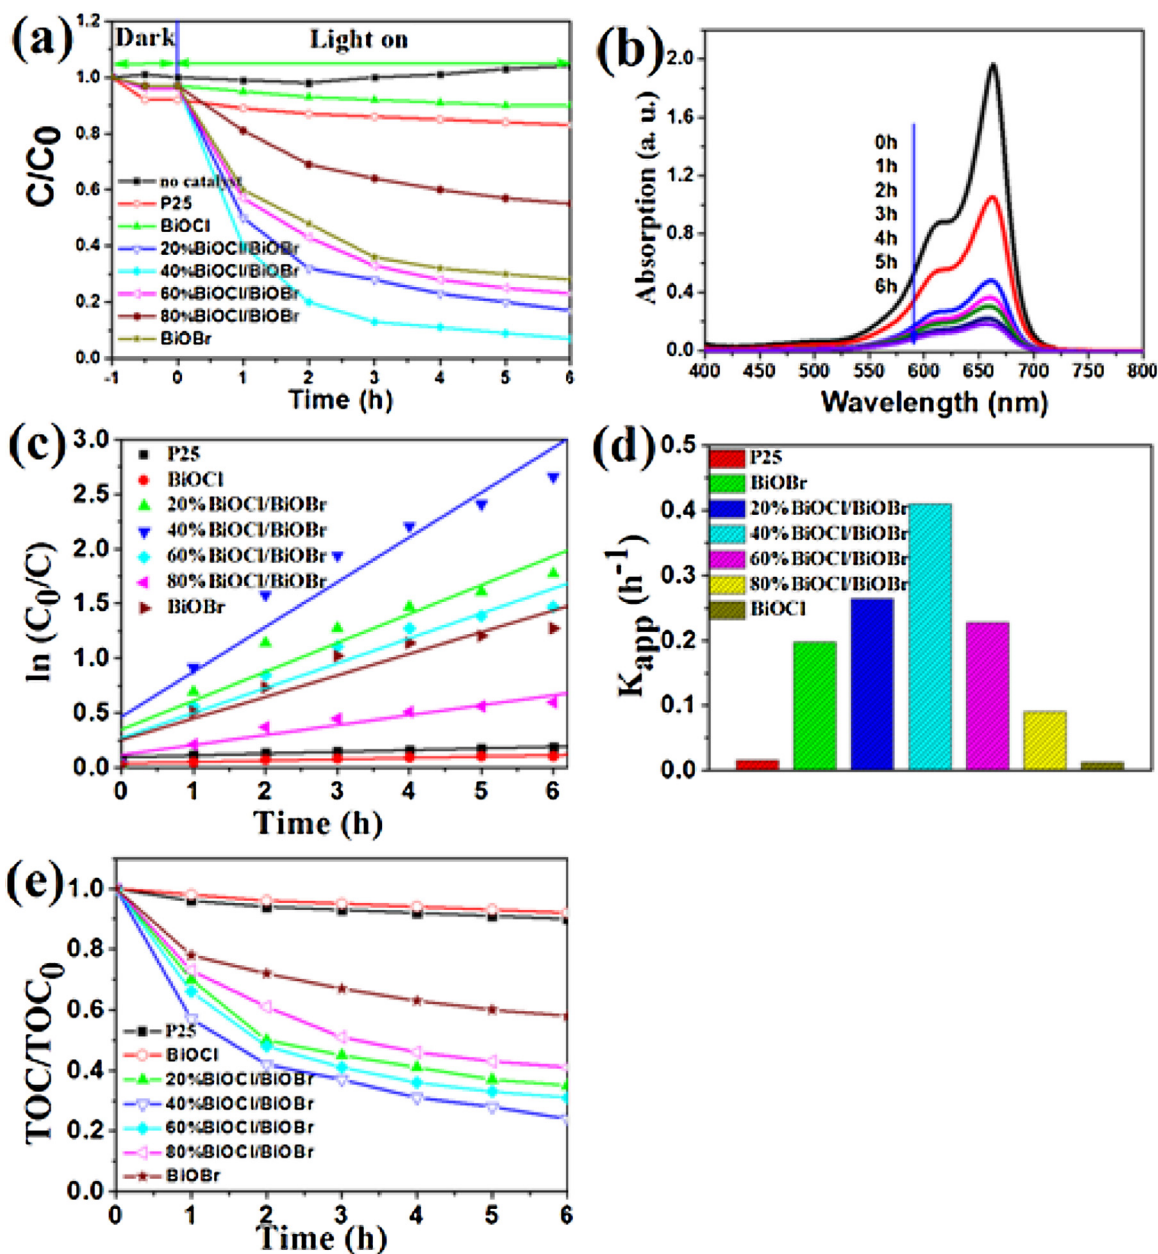 (a)
Dark
Light on
1.2
1.0
0.8
0.6
0.4
0.2
0.0
C/C0
no catalyst
P25
BiOCl
20%BiOCl/BiOBr
40%BiOCl/BiOBr
60%BiOCl/BiOBr
80%BiOCl/BiOBr
BiOBr
-1 0 1 2 3 4 5 6
Time (h)
(b)
2.0
1.6
1.2
0.8
0.4
0.0
Absorption (a. u.)
0h
1h
2h
3h
4h
5h
6h
400 450 500 550 600 650 700 750 800
Wavelength (nm)
(c)
3.0
2.5
2.0
1.5
1.0
0.5
0.0
ln (C0/C)
P25
BiOCl
20%BiOCl/BiOBr
40%BiOCl/BiOBr
60%BiOCl/BiOBr
80%BiOCl/BiOBr
BiOBr
0 1 2 3 4 5 6
Time (h)
(d)
0.5
0.4
0.3
0.2
0.1
0.0
Kapp (h-1)
P25
BiOBr
20%BiOCl/BiOBr
40%BiOCl/BiOBr
60%BiOCl/BiOBr
80%BiOCl/BiOBr
BiOCl
(e)
1.0
0.8
0.6
0.4
0.2
0.0
TOC/TOC0
P25
BiOCl
20%BiOCl/BiOBr
40%BiOCl/BiOBr
60%BiOCl/BiOBr
80%BiOCl/BiOBr
BiOBr
0 1 2 3 4 5 6
Time (h)